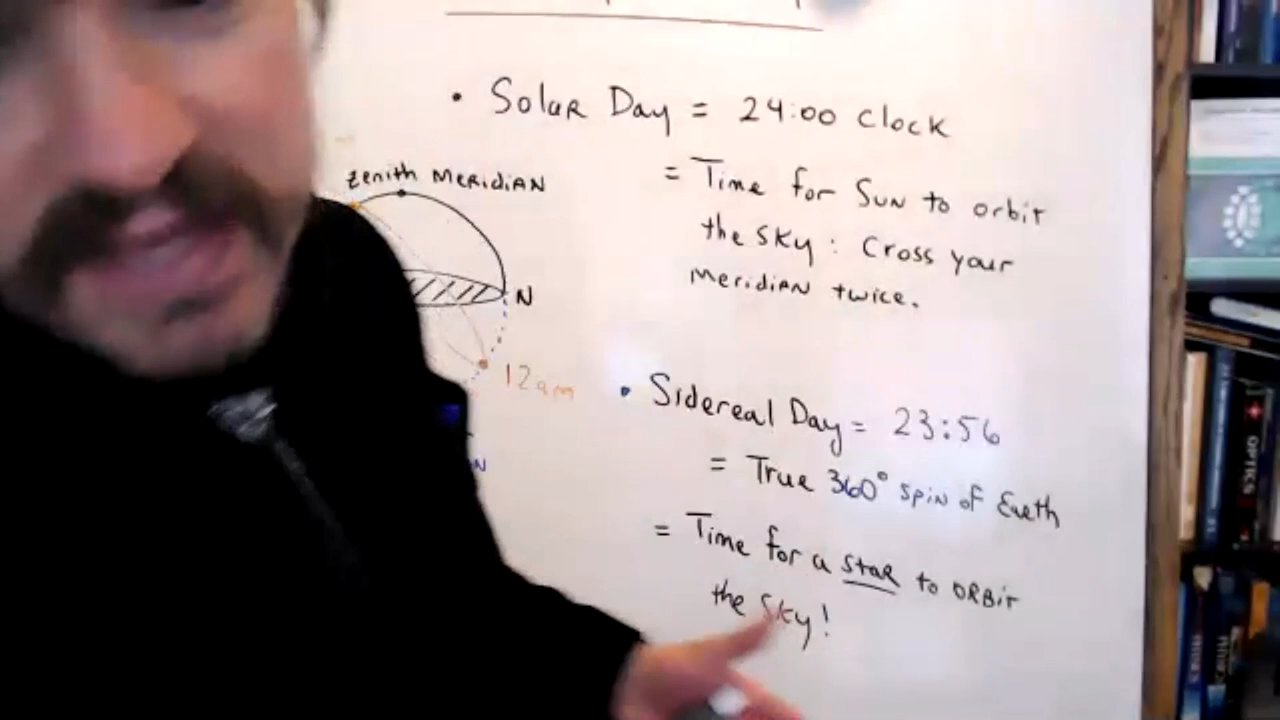 • Solar Day = 24:00 Clock
= Time for Sun to orbit
the sky: Cross your
meridian twice.
zenith MERIDIAN
N
12am
N
• Sidereal Day = 23:56
= True 360° spin of Earth
= Time for a star to ORBit
the Sky!
OPTICS